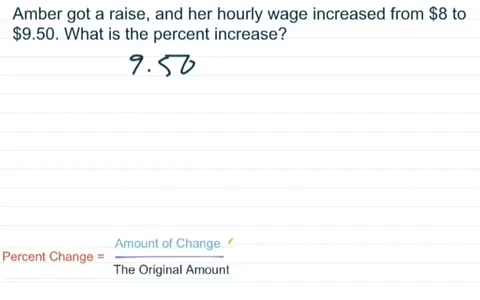 Amber got a raise, and her hourly wage increased from $8 to
$9.50. What is the percent increase?
9.50
Amount of Change
Percent Change =
The Original Amount